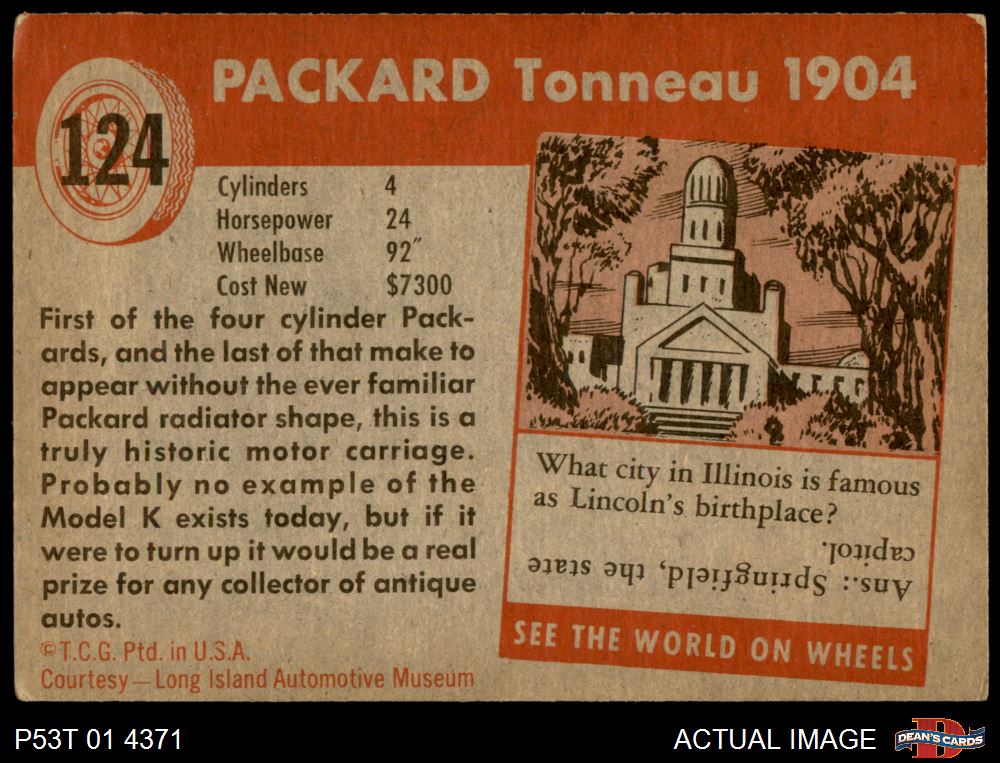 PACKARD Tonneau 1904
124
Cylinders 4
Horsepower 24
Wheelbase 92″
Cost New $7300
First of the four cylinder Pack-
ards, and the last of that make to
appear without the ever familiar
Packard radiator shape, this is a
truly historic motor carriage.
Probably no example of the
Model K exists today, but if it
were to turn up it would be a real
prize for any collector of antique
autos.
©T.C.G. Ptd. in U.S.A.
Courtesy—Long Island Automotive Museum
What city in Illinois is famous
as Lincoln's birthplace?
Ans.: Springfield, the state
capitol.
SEE THE WORLD ON WHEELS
P53T 01 4371
ACTUAL IMAGE
DEAN'S CARDS